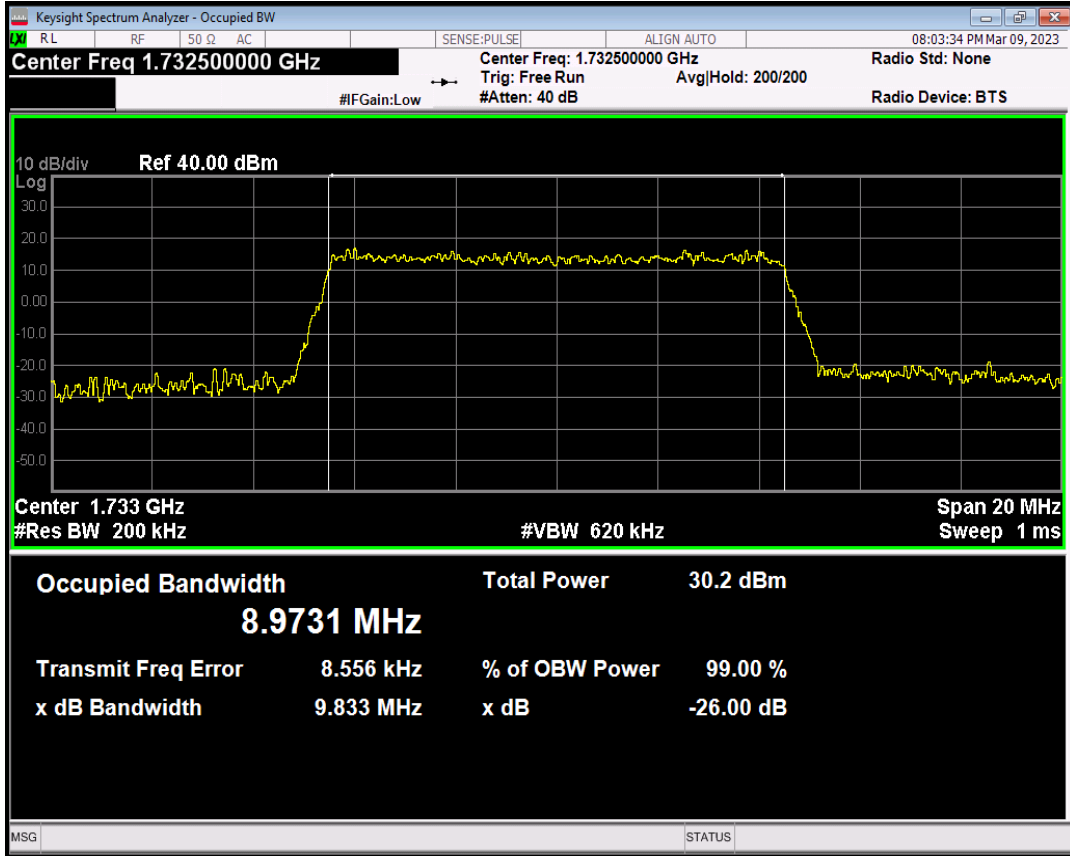 Keysight Spectrum Analyzer - Occupied BW
LXI RL RF 50 Ω AC SENSE:PULSE ALIGN AUTO 08:03:34 PM Mar 09, 2023
Center Freq 1.732500000 GHz
Center Freq: 1.732500000 GHz
Radio Std: None
Trig: Free Run Avg|Hold: 200/200
#IFGain:Low #Atten: 40 dB Radio Device: BTS
10 dB/div Ref 40.00 dBm
Log
30.0
20.0
10.0
0.00
-10.0
-20.0
-30.0
-40.0
-50.0
Center 1.733 GHz Span 20 MHz
#Res BW 200 kHz #VBW 620 kHz Sweep 1 ms
Occupied Bandwidth Total Power 30.2 dBm
8.9731 MHz
Transmit Freq Error 8.556 kHz % of OBW Power 99.00 %
x dB Bandwidth 9.833 MHz x dB -26.00 dB
MSG STATUS